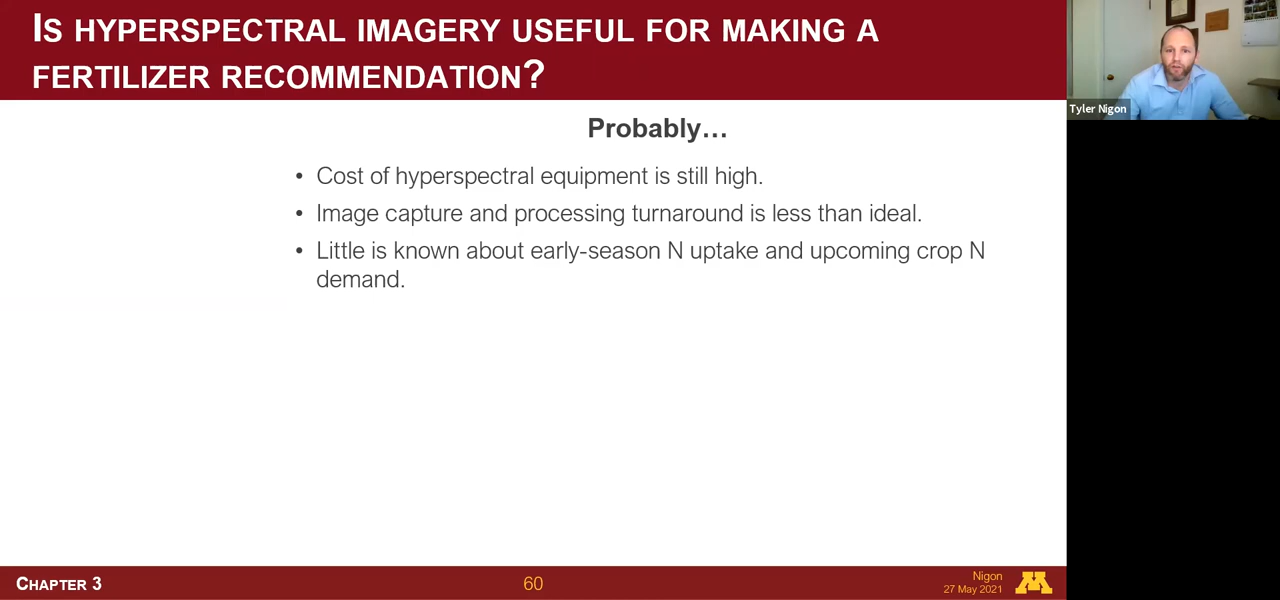 IS HYPERSPECTRAL IMAGERY USEFUL FOR MAKING A
FERTILIZER RECOMMENDATION?
Tyler Nigon
Probably…
• Cost of hyperspectral equipment is still high.
• Image capture and processing turnaround is less than ideal.
• Little is known about early-season N uptake and upcoming crop N
demand.
CHAPTER 3
60
Nigon
27 May 2021
M